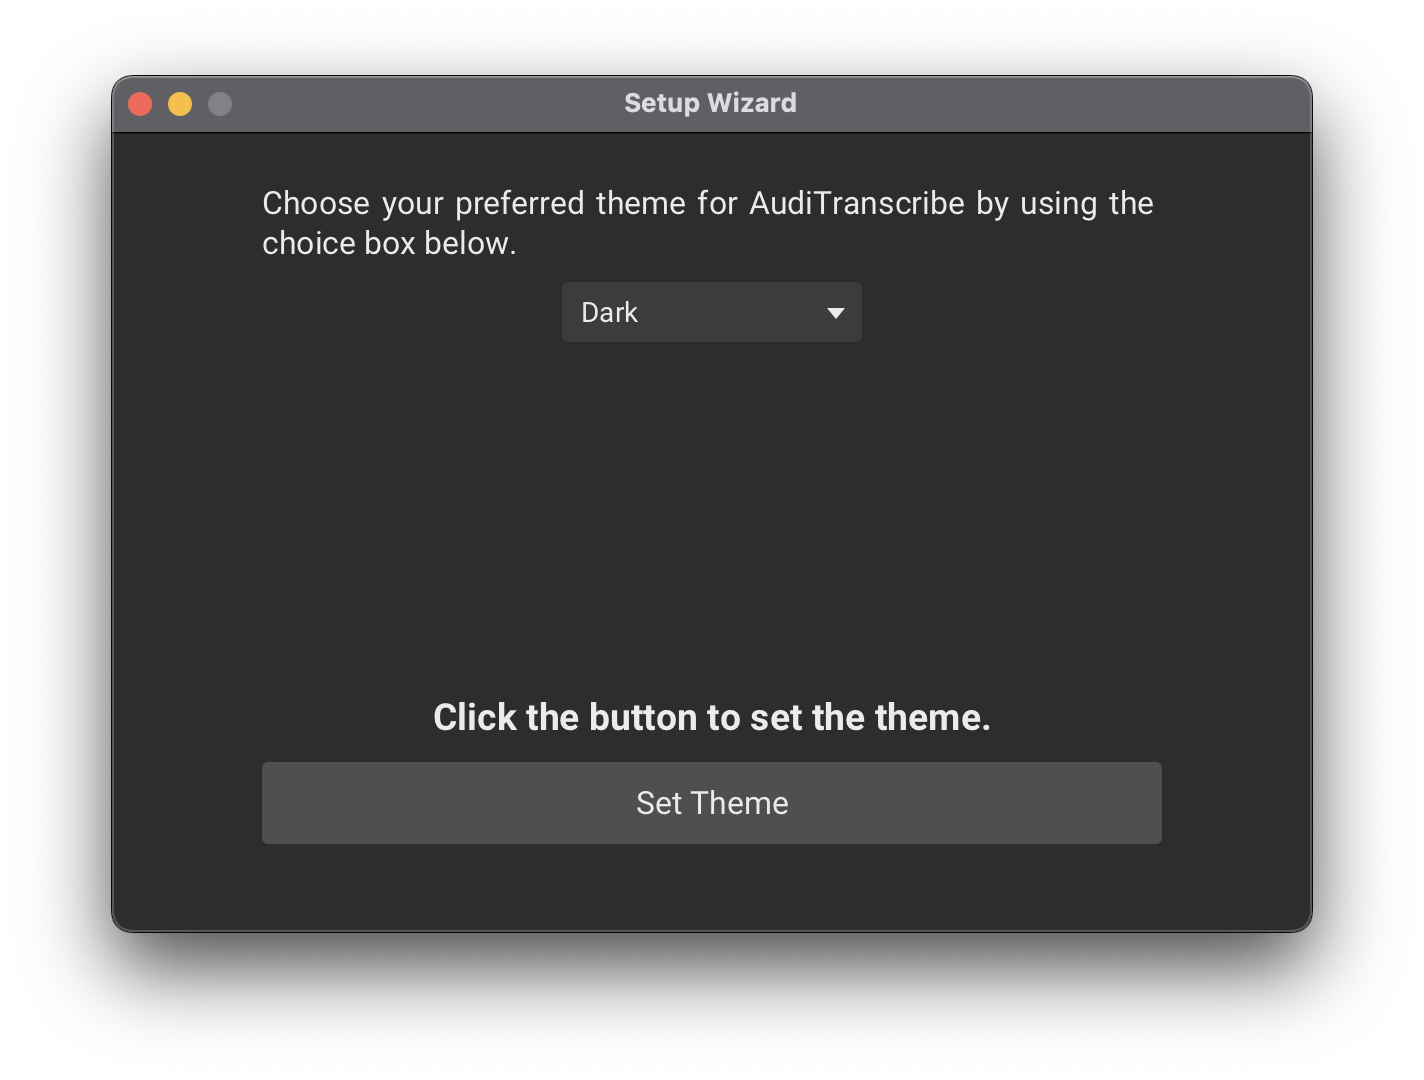 Setup Wizard
Choose your preferred theme for AudiTranscribe by using the
choice box below.
Dark
Click the button to set the theme.
Set Theme